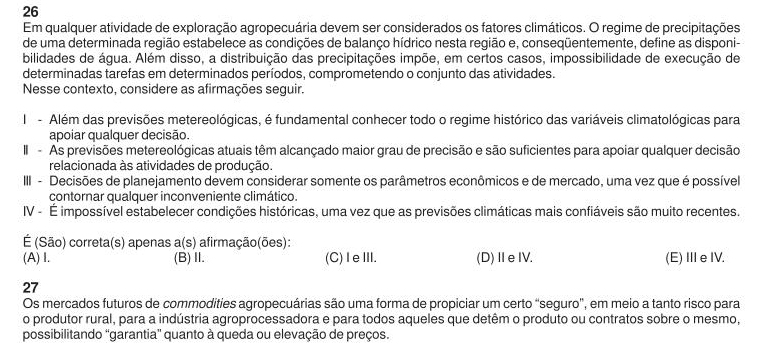 26
Em qualquer atividade de exploração agropecuária devem ser considerados os fatores climáticos. O regime de precipitações
de uma determinada região estabelece as condições de balanço hídrico nesta região e, conseqüentemente, define as disponi-
bilidades de água. Além disso, a distribuição das precipitações impõe, em certos casos, impossibilidade de execução de
determinadas tarefas em determinados períodos, comprometendo o conjunto das atividades.
Nesse contexto, considere as afirmações seguir.
I - Além das previsões metereológicas, é fundamental conhecer todo o regime histórico das variáveis climatológicas para
apoiar qualquer decisão.
II - As previsões metereológicas atuais têm alcançado maior grau de precisão e são suficientes para apoiar qualquer decisão
relacionada às atividades de produção.
III - Decisões de planejamento devem considerar somente os parâmetros econômicos e de mercado, uma vez que é possível
contornar qualquer inconveniente climático.
IV - É impossível estabelecer condições históricas, uma vez que as previsões climáticas mais confiáveis são muito recentes.
É (São) correta(s) apenas a(s) afirmação(ões):
(A) I. (B) II. (C) I e III. (D) II e IV. (E) III e IV.
27
Os mercados futuros de commodities agropecuárias são uma forma de propiciar um certo “seguro”, em meio a tanto risco para
o produtor rural, para a indústria agroprocessadora e para todos aqueles que detêm o produto ou contratos sobre o mesmo,
possibilitando “garantia” quanto à queda ou elevação de preços.